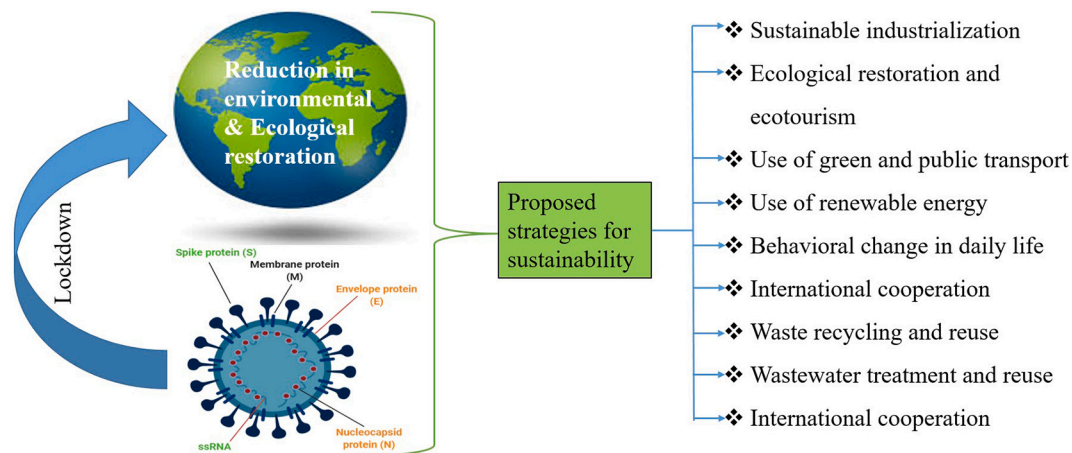 Reduction in
environmental
& Ecological
restoration
Lockdown
Spike protein (S)
Membrane protein
(M)
Envelope protein
(E)
ssRNA
Nucleocapsid
protein (N)
Proposed
strategies for
sustainability
❖ Sustainable industrialization
❖ Ecological restoration and
ecotourism
❖ Use of green and public transport
❖ Use of renewable energy
❖ Behavioral change in daily life
❖ International cooperation
❖ Waste recycling and reuse
❖ Wastewater treatment and reuse
❖ International cooperation